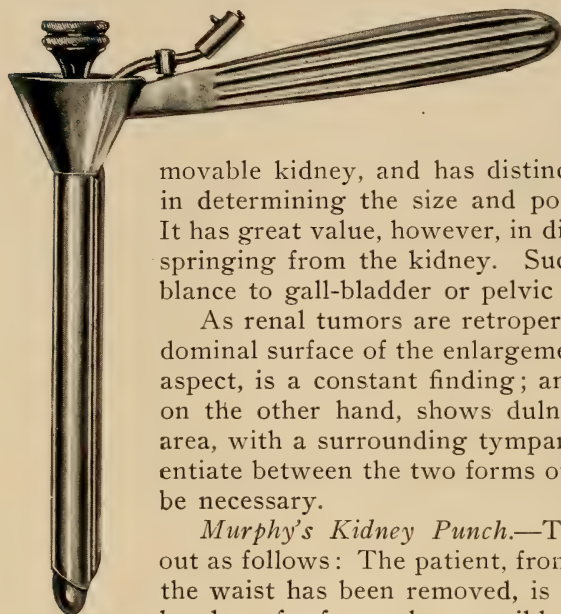 movable kidney, and has distinc
in determining the size and po
It has great value, however, in di
springing from the kidney. Suc
blance to gall-bladder or pelvic
As renal tumors are retroper
dominal surface of the enlargeme
aspect, is a constant finding; an
on the other hand, shows duln
area, with a surrounding tympan
entiate between the two forms o
be necessary.
Murphy's Kidney Punch.—T
out as follows: The patient, fron
the waist has been removed, is